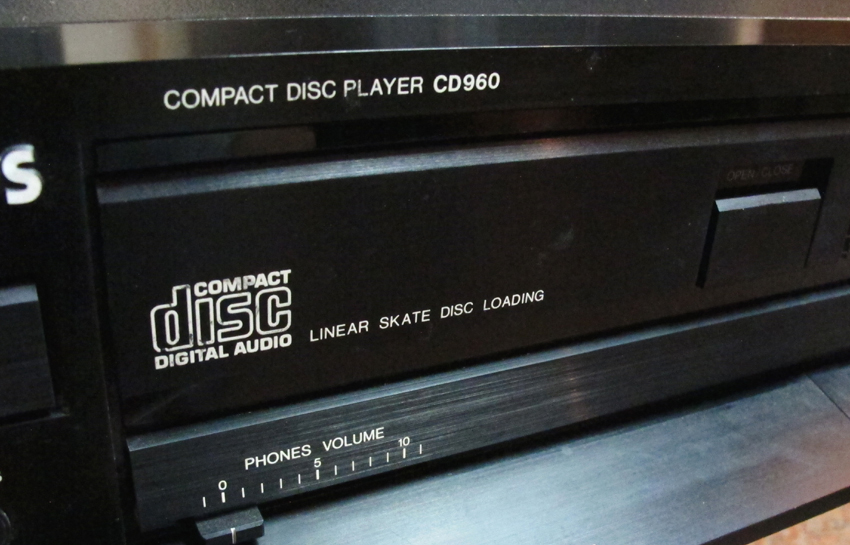 COMPACT DISC PLAYER CD960
S
OPEN/CLOSE
COMPACT
disc
DIGITAL AUDIO
LINEAR SKATE DISC LOADING
PHONES VOLUME
0 5 10